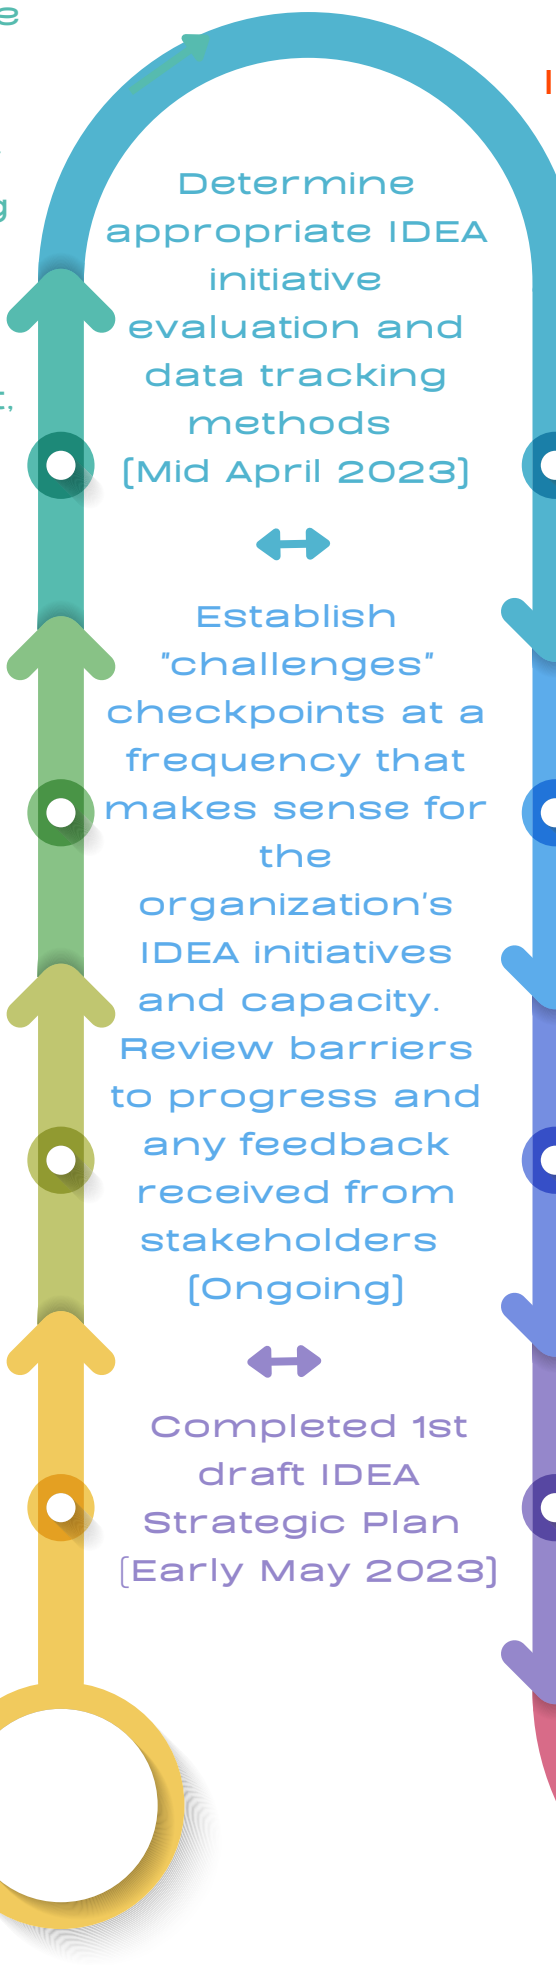 Determine
appropriate IDEA
initiative
evaluation and
data tracking
methods
(Mid April 2023)
Establish
"challenges"
checkpoints at a
frequency that
makes sense for
the
organization's
IDEA initiatives
and capacity.
Review barriers
to progress and
any feedback
received from
stakeholders
(Ongoing)
Completed 1st
draft IDEA
Strategic Plan
(Early May 2023)